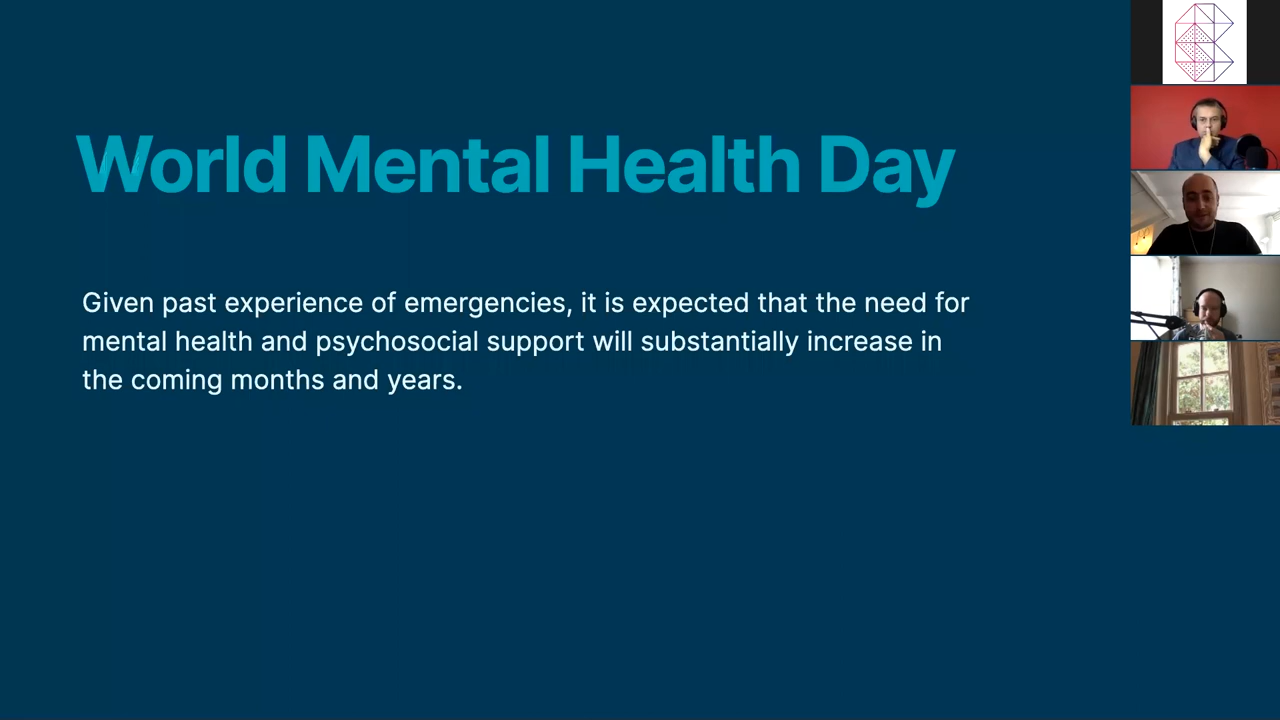 World Mental Health Day
Given past experience of emergencies, it is expected that the need for
mental health and psychosocial support will substantially increase in
the coming months and years.